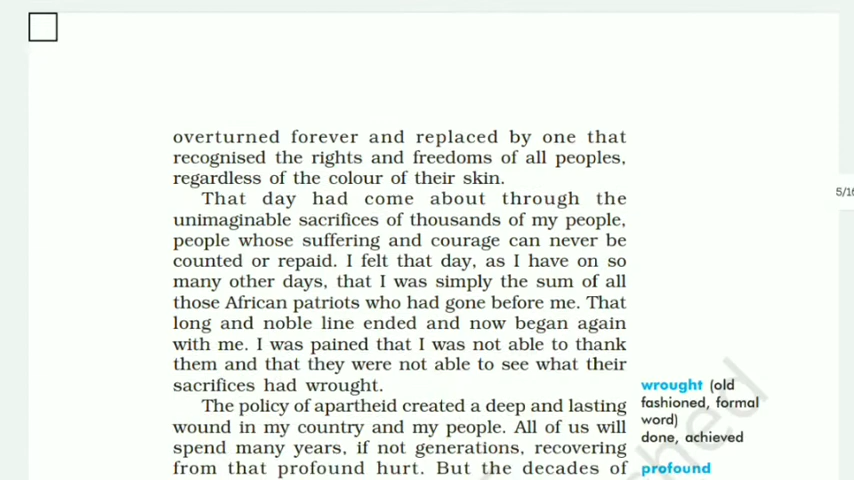 overturned forever and replaced by one that
recognised the rights and freedoms of all peoples,
regardless of the colour of their skin.
That day had come about through the
unimaginable sacrifices of thousands of my people,
people whose suffering and courage can never be
counted or repaid. I felt that day, as I have on so
many other days, that I was simply the sum of all
those African patriots who had gone before me. That
long and noble line ended and now began again
with me. I was pained that I was not able to thank
them and that they were not able to see what their
sacrifices had wrought.
The policy of apartheid created a deep and lasting
wound in my country and my people. All of us will
spend many years, if not generations, recovering
from that profound hurt. But the decades of
wrought (old
fashioned, formal
word)
done, achieved
profound
5/16